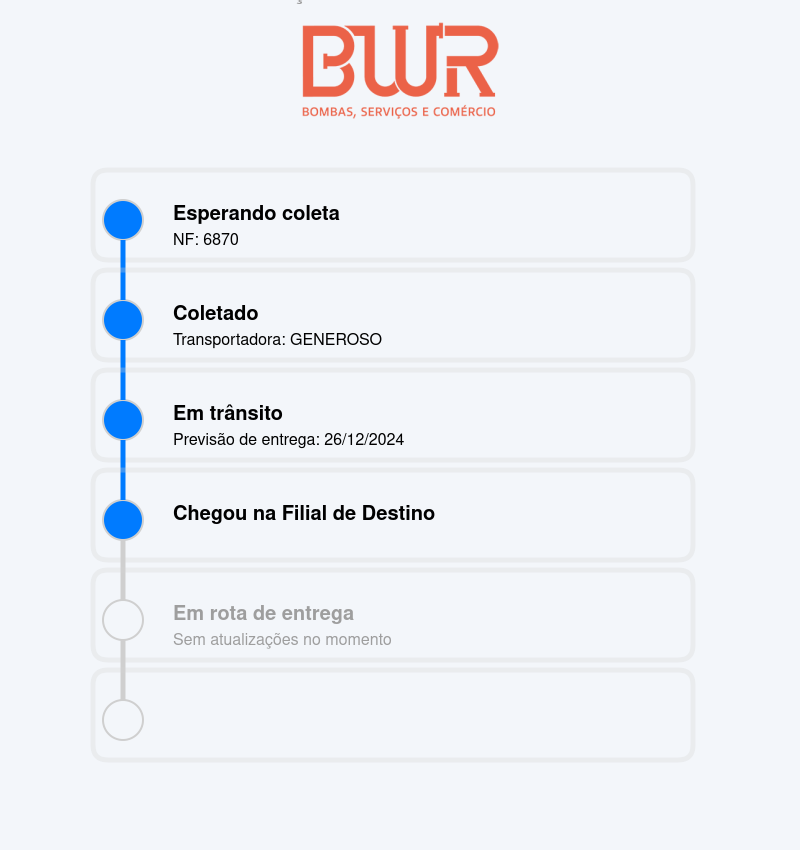 BWR
BOMBAS, SERVIÇOS E COMÉRCIO
Esperando coleta
NF: 6870
Coletado
Transportadora: GENEROSO
Em trânsito
Previsão de entrega: 26/12/2024
Chegou na Filial de Destino
Em rota de entrega
Sem atualizações no momento